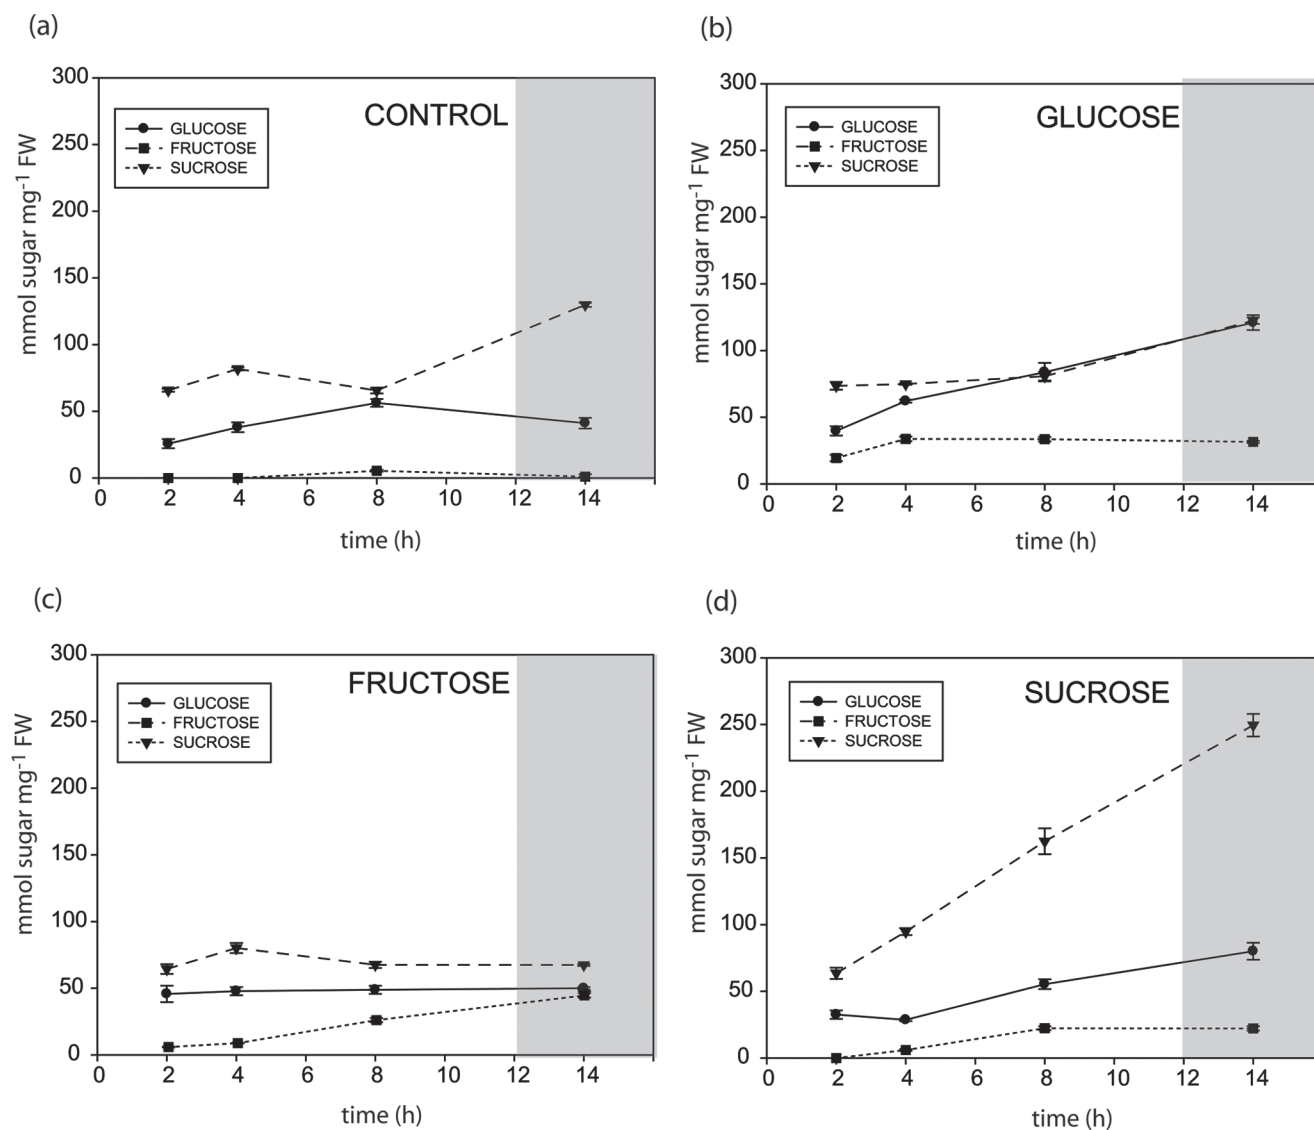 (a)
CONTROL
GLUCOSE
FRUCTOSE
SUCROSE
mmol sugar mg⁻¹ FW
300
250
200
150
100
50
0
0 2 4 6 8 10 12 14
time (h)
(b)
GLUCOSE
GLUCOSE
FRUCTOSE
SUCROSE
mmol sugar mg⁻¹ FW
300
250
200
150
100
50
0
0 2 4 6 8 10 12 14
time (h)
(c)
FRUCTOSE
GLUCOSE
FRUCTOSE
SUCROSE
mmol sugar mg⁻¹ FW
300
250
200
150
100
50
0
0 2 4 6 8 10 12 14
time (h)
(d)
SUCROSE
GLUCOSE
FRUCTOSE
SUCROSE
mmol sugar mg⁻¹ FW
300
250
200
150
100
50
0
0 2 4 6 8 10 12 14
time (h)